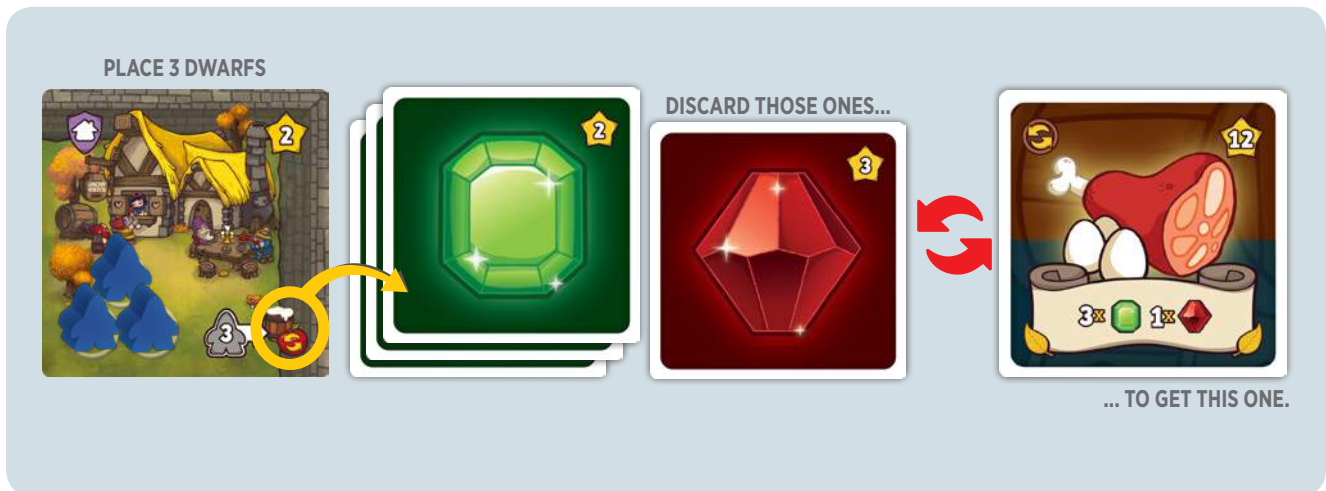 PLACE 3 DWARFS
2
3
2
DISCARD THOSE ONES...
3
12
3x 1x
... TO GET THIS ONE.